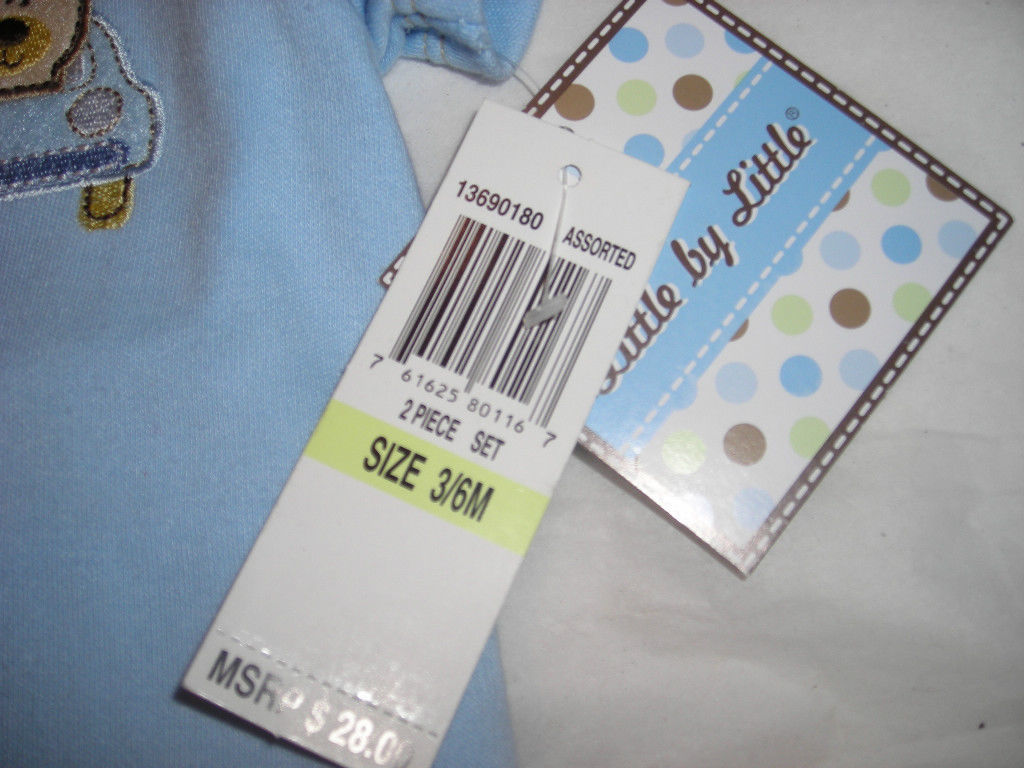 13690180 ASSORTED
7 61625 80116 7
2 PIECE SET
SIZE 3/6M
MSRP $ 28.00
Little by Little®